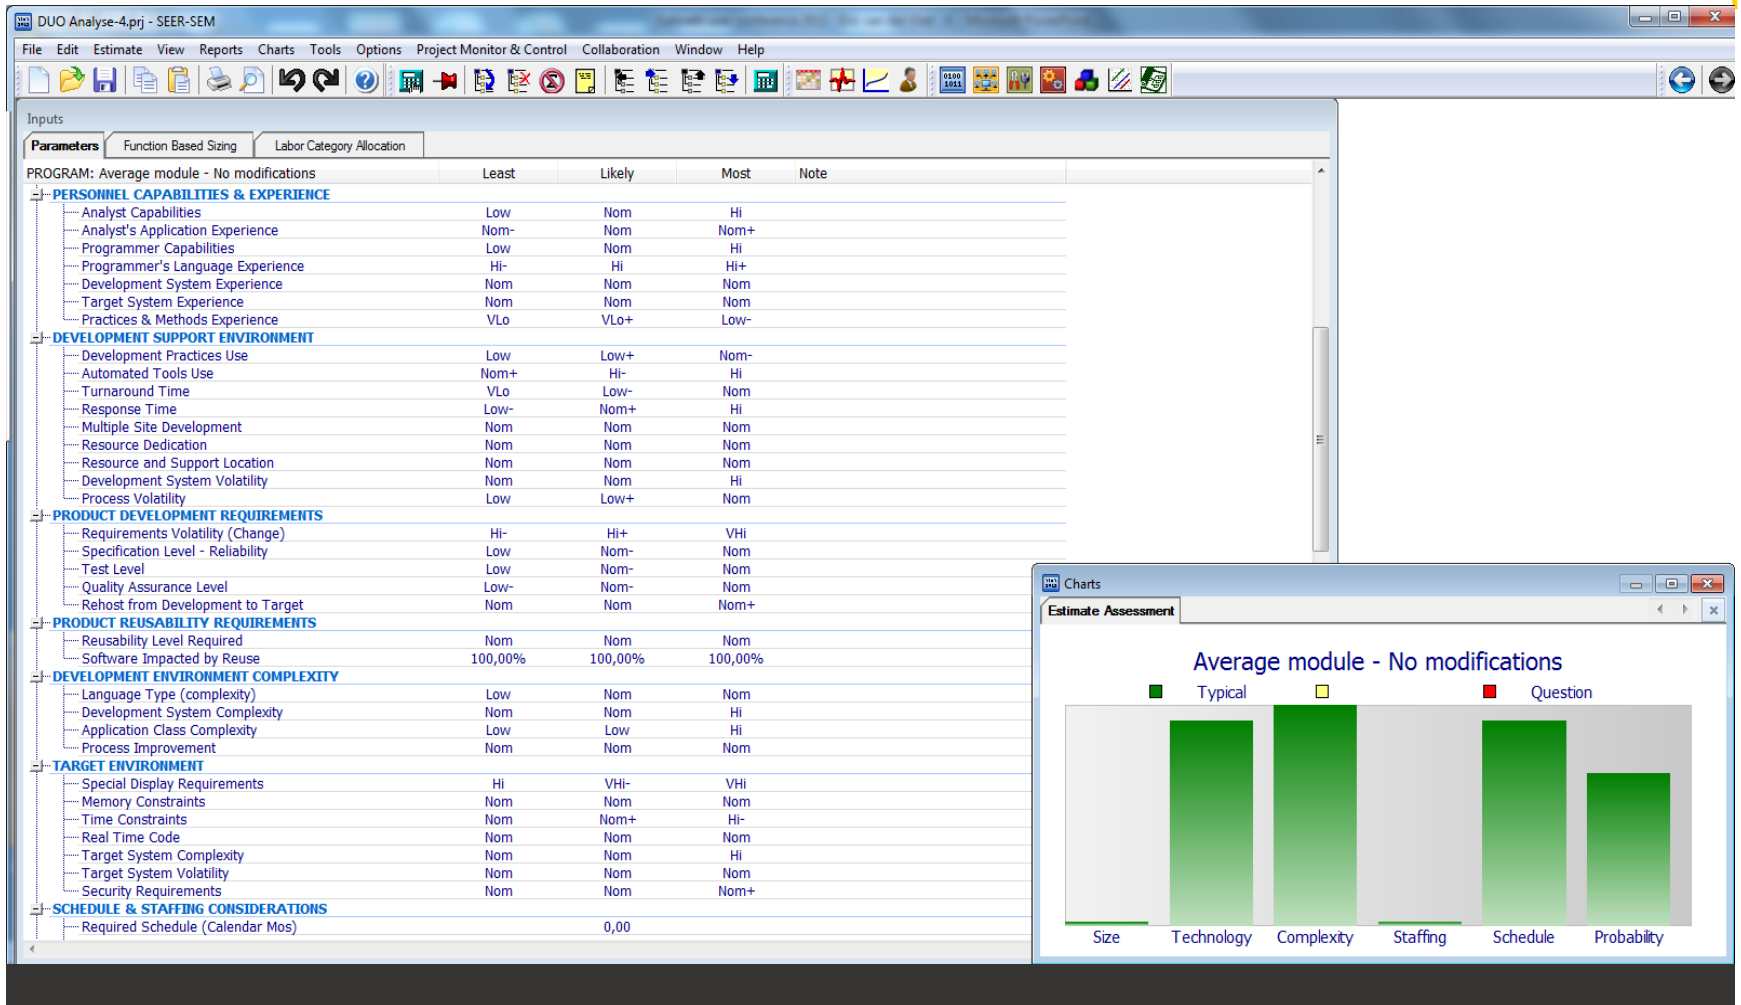 DUO Analyse-4.prj - SEER-SEM
File Edit Estimate View Reports Charts Tools Options Project Monitor & Control Collaboration Window Help
Inputs
Parameters Function Based Sizing Labor Category Allocation
PROGRAM: Average module - No modifications Least Likely Most Note
PERSONNEL CAPABILITIES & EXPERIENCE
Analyst Capabilities Low Nom Hi
Analyst's Application Experience Nom- Nom Nom+
Programmer Capabilities Low Nom Hi
Programmer's Language Experience Hi- Hi Hi+
Development System Experience Nom Nom Nom
Target System Experience Nom Nom Nom
Practices & Methods Experience VLo VLo+ Low-
DEVELOPMENT SUPPORT ENVIRONMENT
Development Practices Use Low Low+ Nom-
Automated Tools Use Nom+ Hi- Hi
Turnaround Time VLo Low- Nom
Response Time Low- Nom+ Hi
Multiple Site Development Nom Nom Nom
Resource Dedication Nom Nom Nom
Resource and Support Location Nom Nom Nom
Development System Volatility Nom Nom Hi
Process Volatility Low Low+ Nom
PRODUCT DEVELOPMENT REQUIREMENTS
Requirements Volatility (Change) Hi- Hi+ VHi
Specification Level - Reliability Low Nom- Nom
Test Level Low Nom- Nom
Quality Assurance Level Low- Nom- Nom
Rehost from Development to Target Nom Nom Nom+
PRODUCT REUSABILITY REQUIREMENTS
Reusability Level Required Nom Nom Nom
Software Impacted by Reuse 100,00% 100,00% 100,00%
DEVELOPMENT ENVIRONMENT COMPLEXITY
Language Type (complexity) Low Nom Nom
Development System Complexity Nom Nom Hi
Application Class Complexity Low Low Hi
Process Improvement Nom Nom Nom
TARGET ENVIRONMENT
Special Display Requirements Hi VHi- VHi
Memory Constraints Nom Nom Nom
Time Constraints Nom Nom+ Hi-
Real Time Code Nom Nom Nom
Target System Complexity Nom Nom Hi
Target System Volatility Nom Nom Nom
Security Requirements Nom Nom Nom+
SCHEDULE & STAFFING CONSIDERATIONS
Required Schedule (Calendar Mos) 0,00
Charts
Estimate Assessment
Average module - No modifications
Typical Question
Size Technology Complexity Staffing Schedule Probability